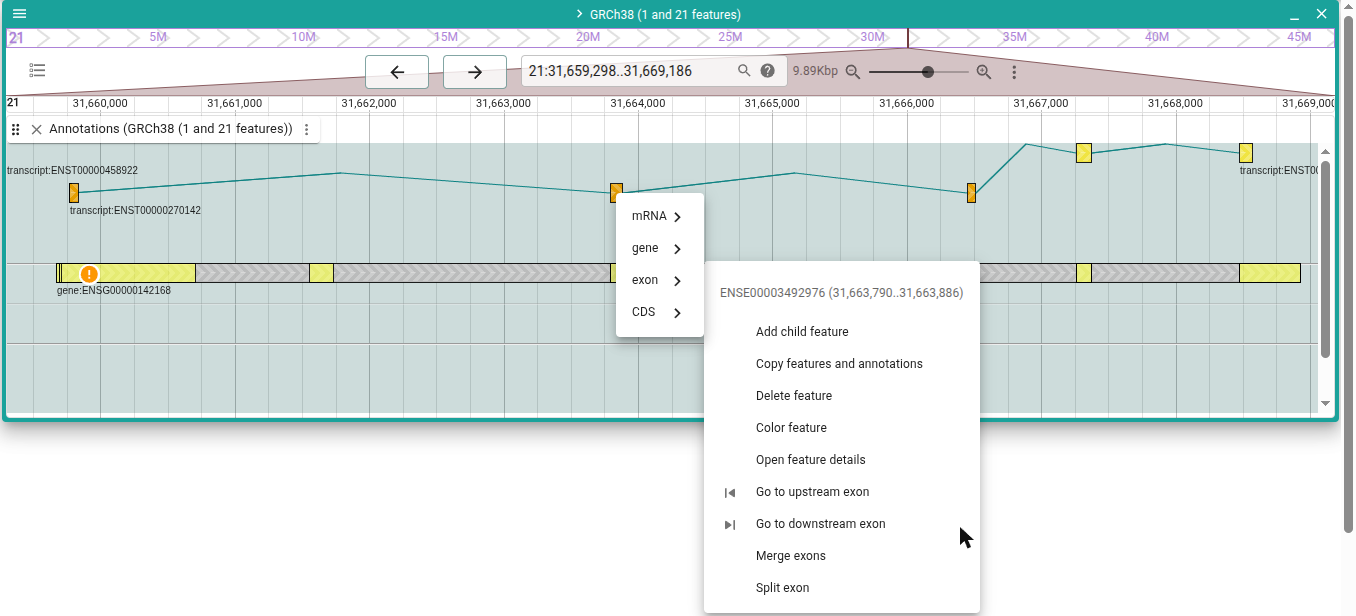 GRCh38 (1 and 21 features)
21 5M 10M 15M 20M 25M 30M 35M 40M 45M
21:31,659,298..31,669,186 9.89Kbp
21 31,660,000 31,661,000 31,662,000 31,663,000 31,664,000 31,665,000 31,666,000 31,667,000 31,668,000 31,669,000
Annotations (GRCh38 (1 and 21 features))
transcript:ENST00000458922 transcript:ENST00
transcript:ENST00000270142
mRNA
gene
gene:ENSG00000142168
exon
CDS
ENSE00003492976 (31,663,790..31,663,886)
Add child feature
Copy features and annotations
Delete feature
Color feature
Open feature details
Go to upstream exon
Go to downstream exon
Merge exons
Split exon